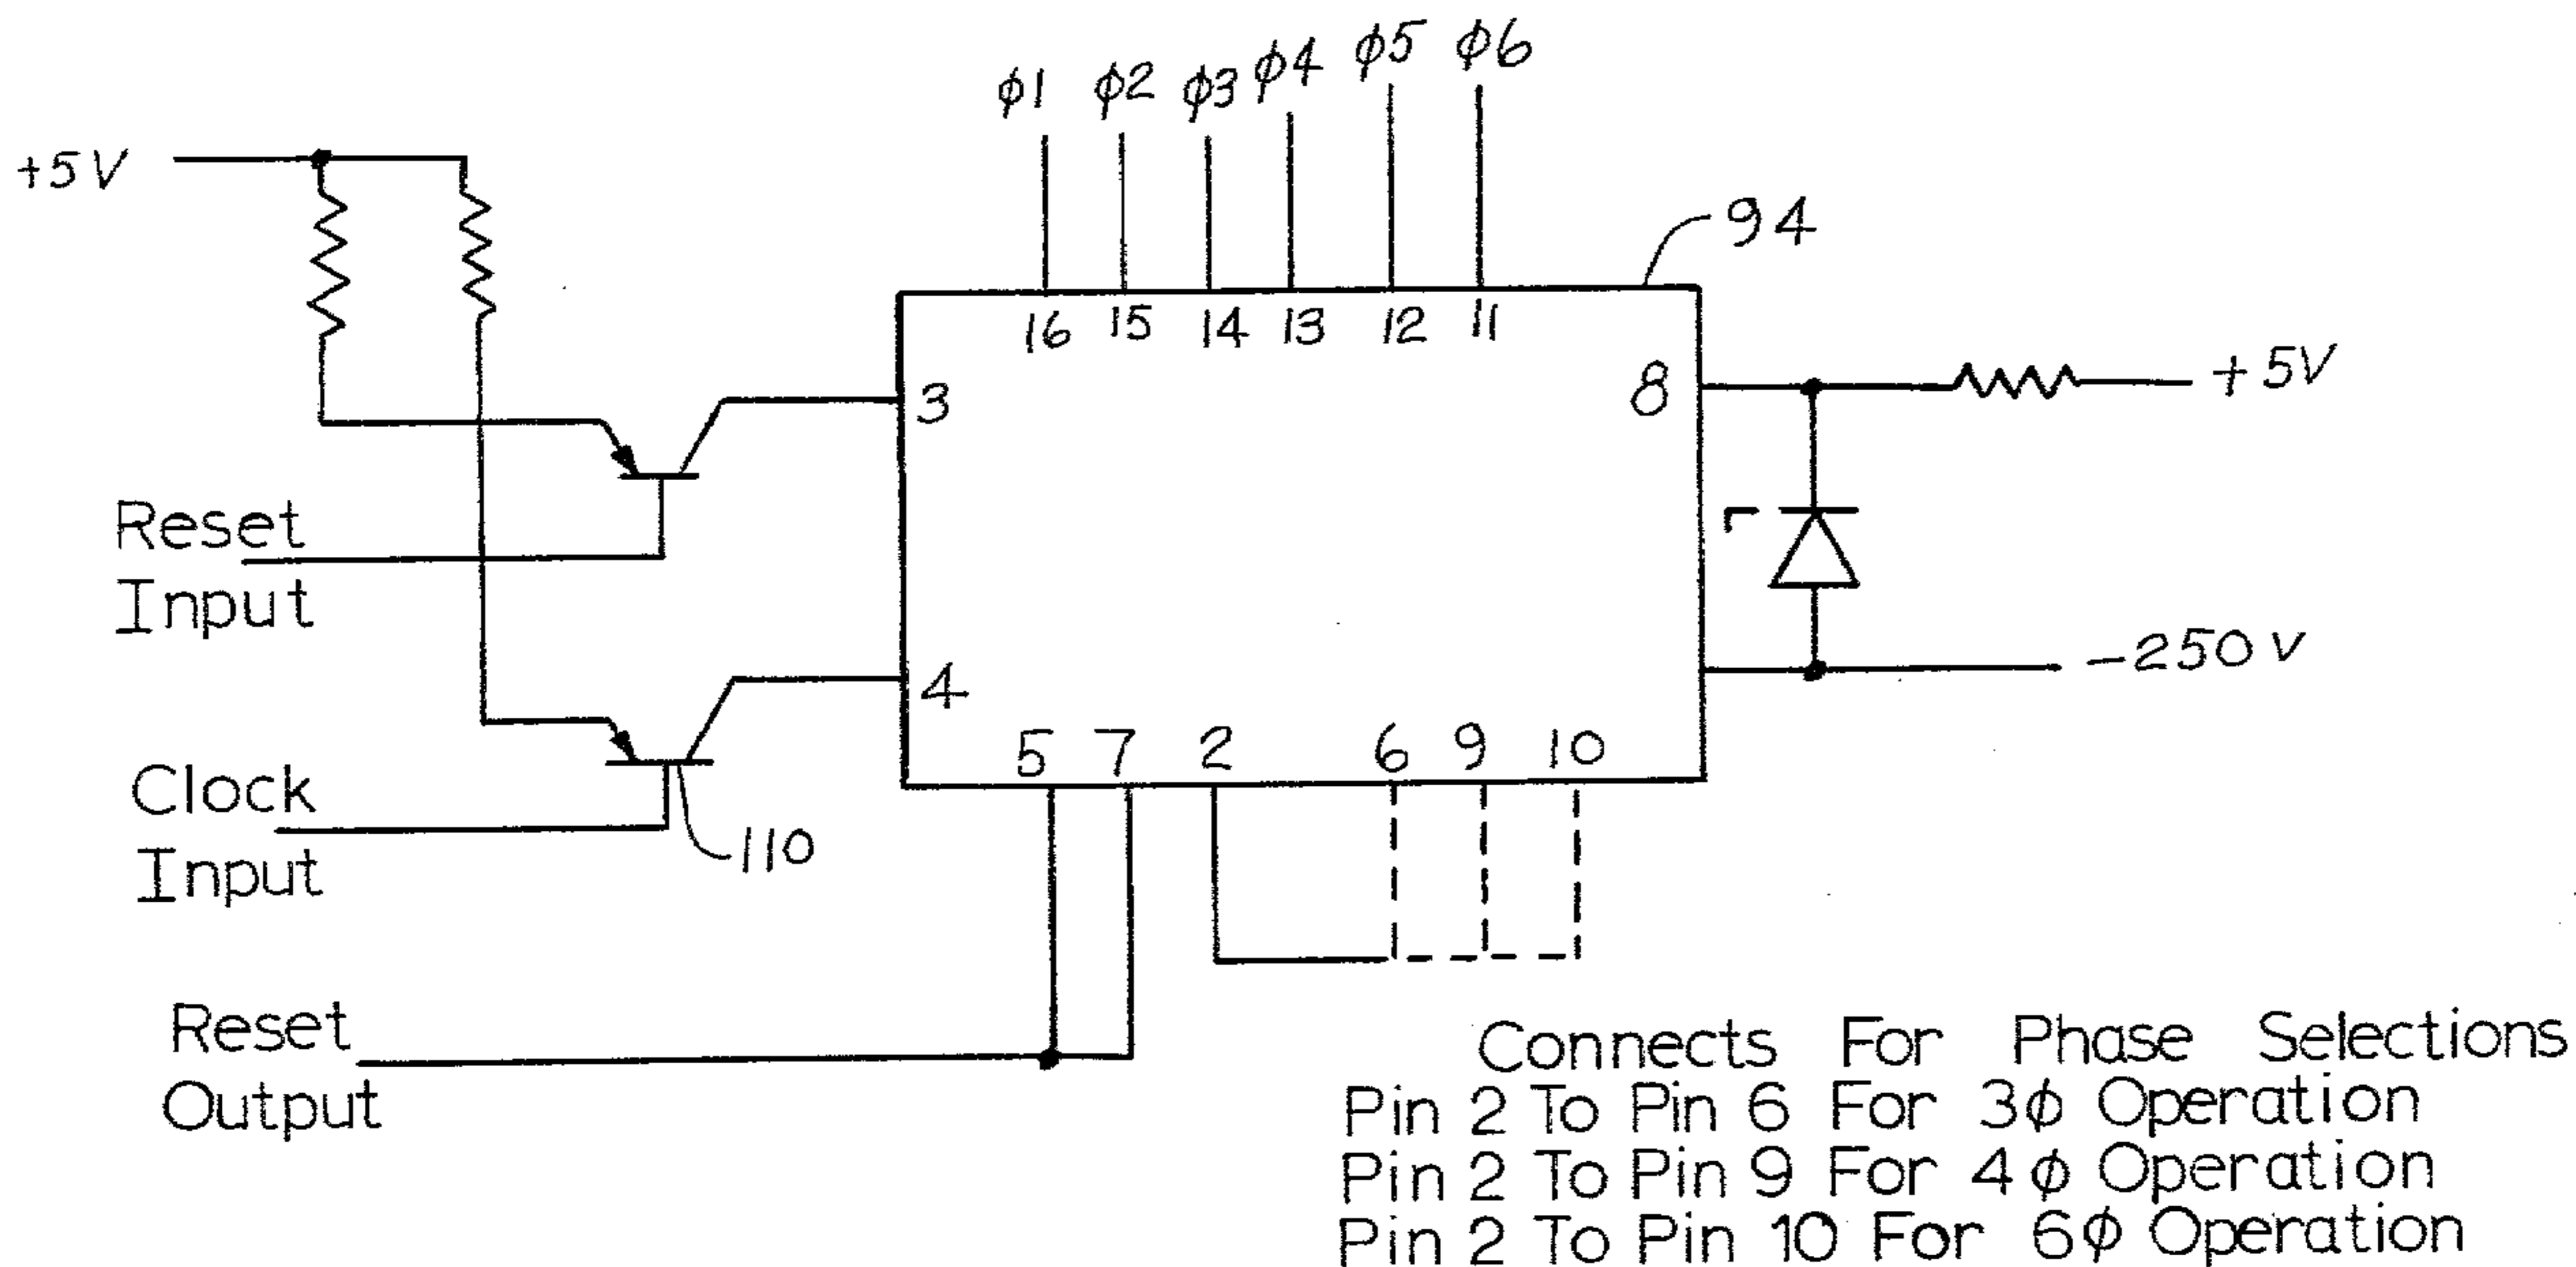 φ1 φ2 φ3 φ4 φ5 φ6
+5V
94
16 15 14 13 12 11
3
8
+5V
Reset
Input
4
-250V
Clock
Input
110
5 7 2 6 9 10
Reset
Output
Connects For Phase Selections
Pin 2 To Pin 6 For 3φ Operation
Pin 2 To Pin 9 For 4φ Operation
Pin 2 To Pin 10 For 6φ Operation